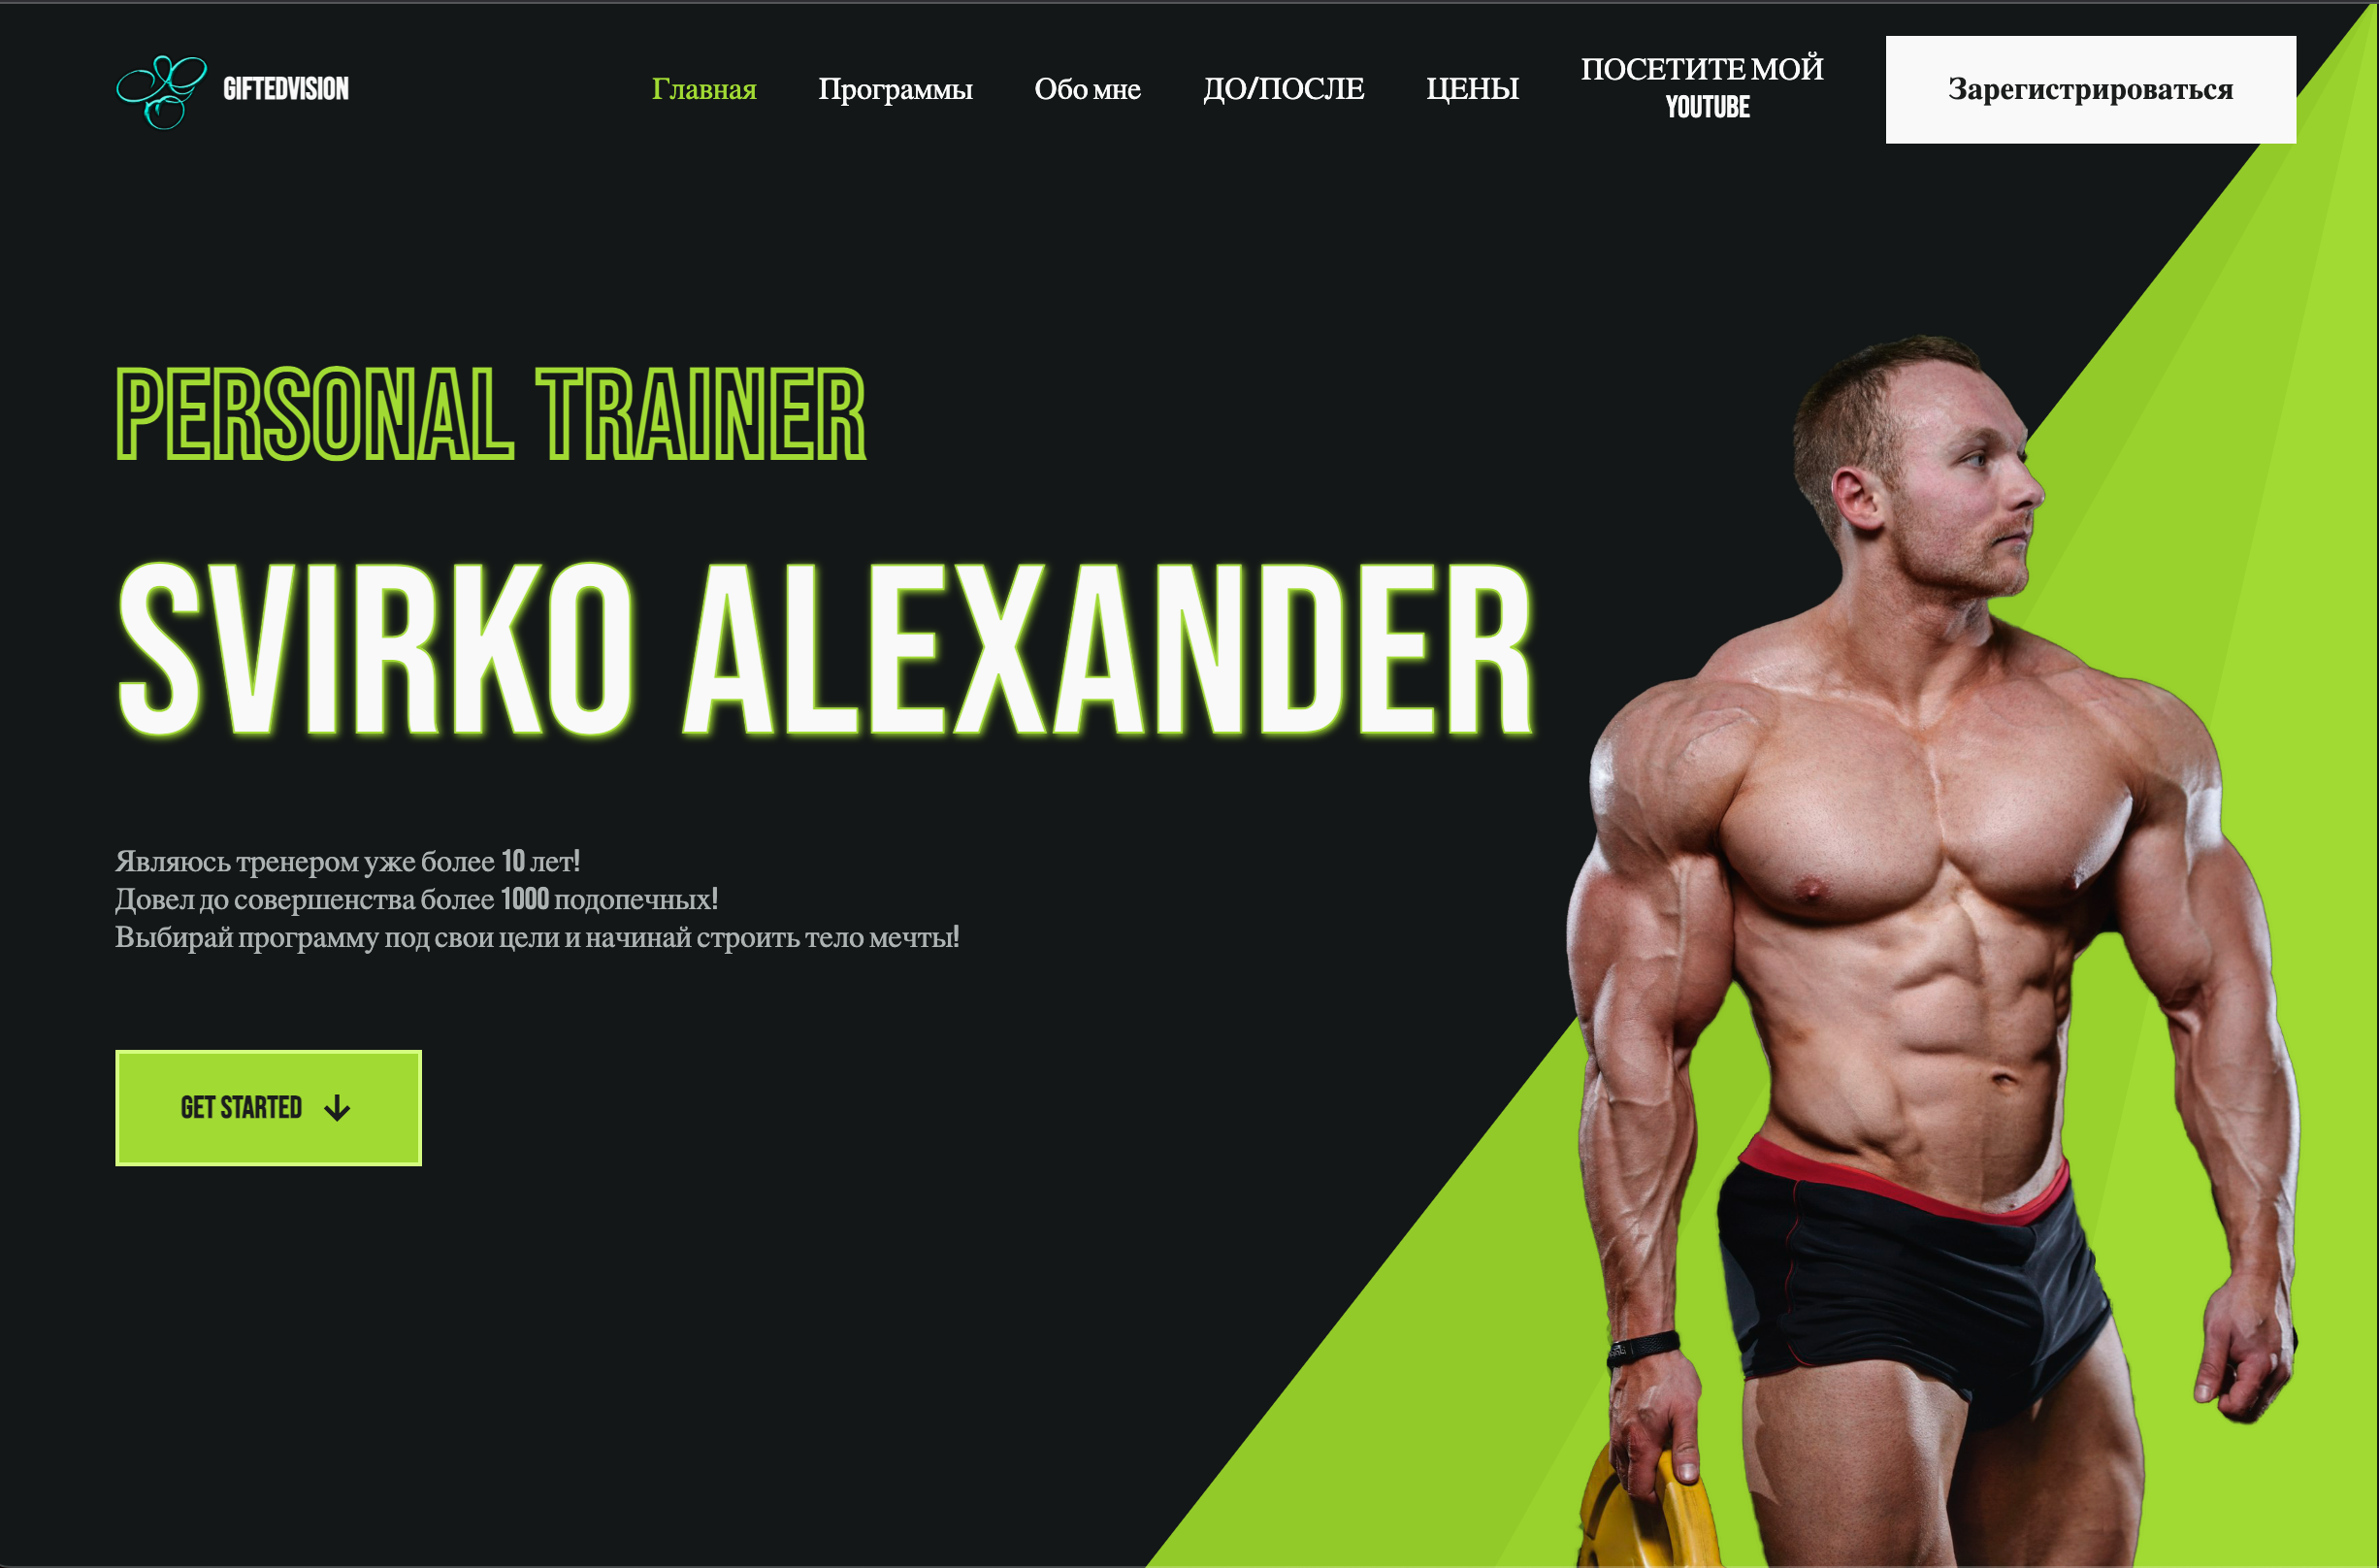 GIFTEDVISION
Главная
Программы
Обо мне
ДО/ПОСЛЕ
ЦЕНЫ
ПОСЕТИТЕ МОЙ
YOUTUBE
Зарегистрироваться
PERSONAL TRAINER
SVIRKO ALEXANDER
Являюсь тренером уже более 10 лет!
Довел до совершенства более 1000 подопечных!
Выбирай программу под свои цели и начинай строить тело мечты!
GET STARTED